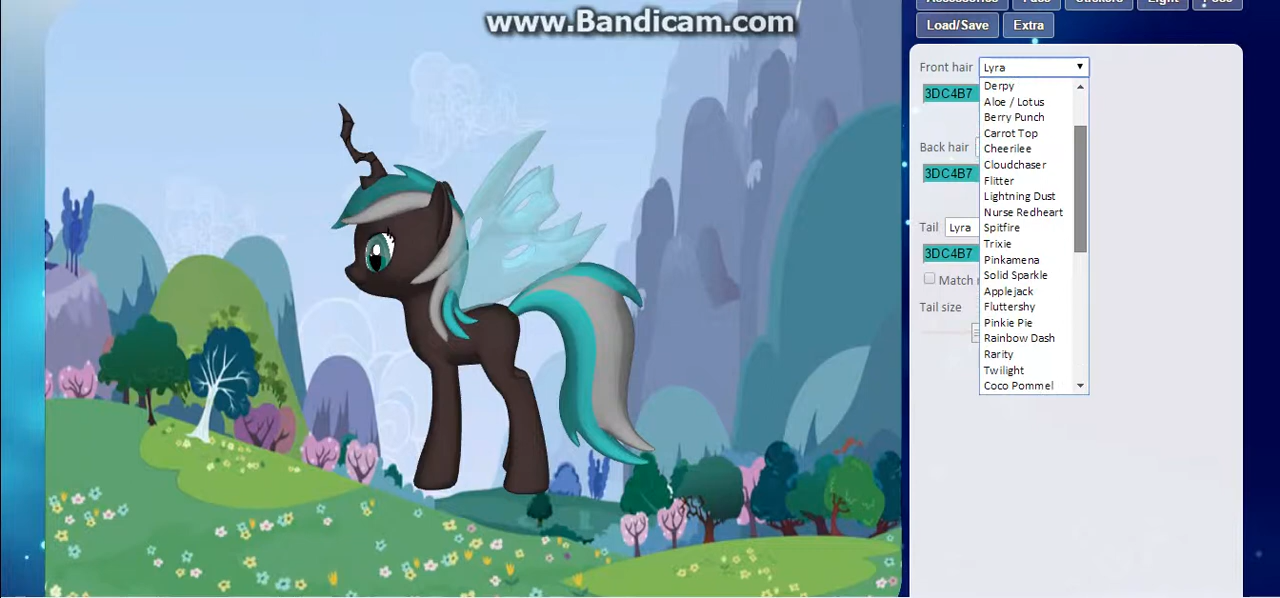 www.Bandicam.com
Load/Save
Extra
Front hair
Lyra
3DC4B7
Derpy
Aloe / Lotus
Berry Punch
Carrot Top
Cheerilee
Cloudchaser
Flitter
Lightning Dust
Nurse Redheart
Spitfire
Trixie
Pinkamena
Solid Sparkle
Applejack
Fluttershy
Pinkie Pie
Rainbow Dash
Rarity
Twilight
Coco Pommel
Back hair
3DC4B7
Tail
Lyra
3DC4B7
Match
Tail size